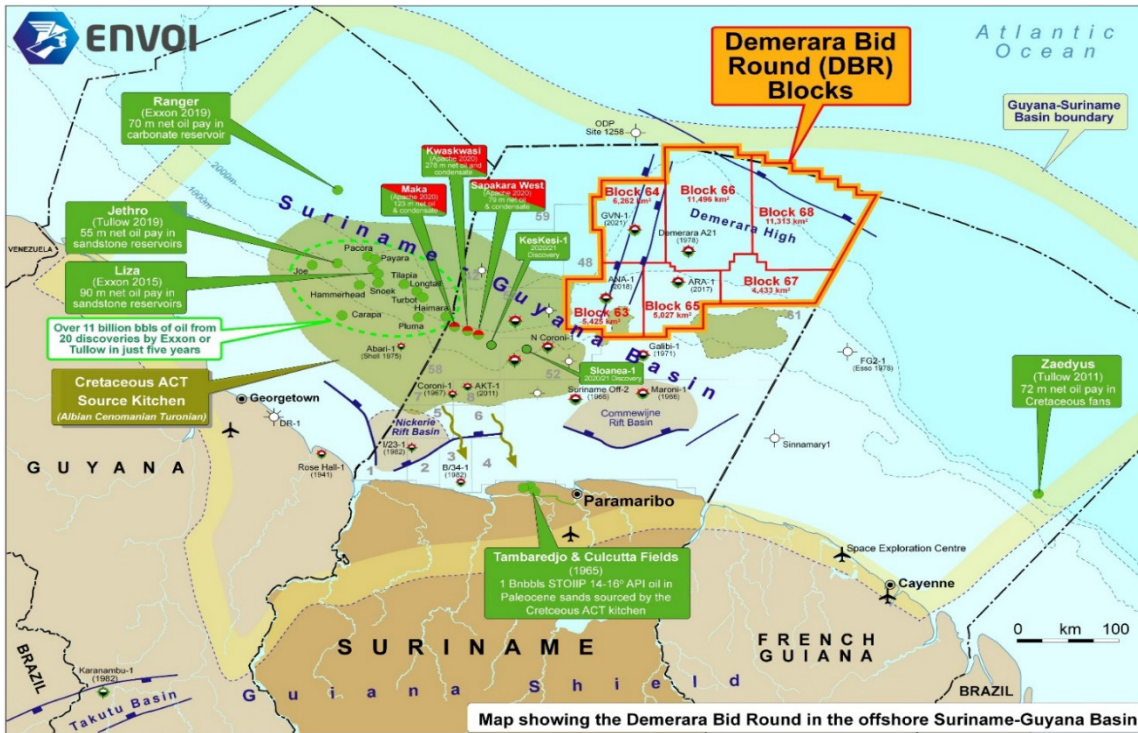 ENVOI
Demerara Bid
Round (DBR)
Blocks
Atlantic
Ocean
Guyana-Suriname
Basin boundary
ODP
Site 1258
Ranger
(Exxon 2019)
70 m net oil pay in
carbonate reservoir
Kwaskwasi
(Apache 2020)
278 m net oil and
condensate
Maka
(Apache 2020)
123 m net oil
& condensate
Sapakara West
(Apache 2020)
79 m net oil
& condensate
KesKesi-1
2020/21
Discovery
2000m
1000m
Jethro
(Tullow 2019)
55 m net oil pay in
sandstone reservoirs
Liza
(Exxon 2015)
90 m net oil pay in
sandstone reservoirs
Over 11 billion bbls of oil from
20 discoveries by Exxon or
Tullow in just five years
Cretaceous ACT
Source Kitchen
(Albian Cenomanian Turonian)
Suriname - Guyana Basin
Block 64
6,262 km²
Block 66
11,496 km²
Block 68
11,313 km²
Demerara High
Block 63
5,425 km²
Block 65
5,027 km²
Block 67
4,433 km²
GVN-1
(2021)
Demerara A21
(1978)
ANA-1
(2018)
ARA-1
(2017)
59
48
61
58
52
42
7
8
5
6
1
2
3
4
VENEZUELA
Joe
Pacora
Payara
Snoek
Tilapia
Longtail
Hammerhead
Turbot
Haimara
Carapa
Pluma
Abari-1
(Shell 1975)
N Coroni-1
Sloanea-1
2020/21 Discovery
Galibi-1
(1971)
Coroni-1
(1967)
AKT-1
(2011)
Suriname Off-2
(1966)
Maroni-1
(1968)
Nickerie
Rift Basin
Commewijne
Rift Basin
I/23-1
(1982)
B/34-1
(1982)
FG2-1
(Esso 1978)
Sinnamary1
Zaedyus
(Tullow 2011)
72 m net oil pay in
Cretaceous fans
Georgetown
DR-1
Rose Hall-1
(1941)
GUYANA
Paramaribo
Tambaredjo & Culcutta Fields
(1965)
1 Bnbbls STOIIP 14-16° API oil in
Paleocene sands sourced by the
Cretceous ACT kitchen
Space Exploration Centre
Cayenne
SURINAME
FRENCH
GUIANA
0 km 100
BRAZIL
Karanambu-1
(1982)
Takutu Basin
Guiana Shield
BRAZIL
Map showing the Demerara Bid Round in the offshore Suriname-Guyana Basin